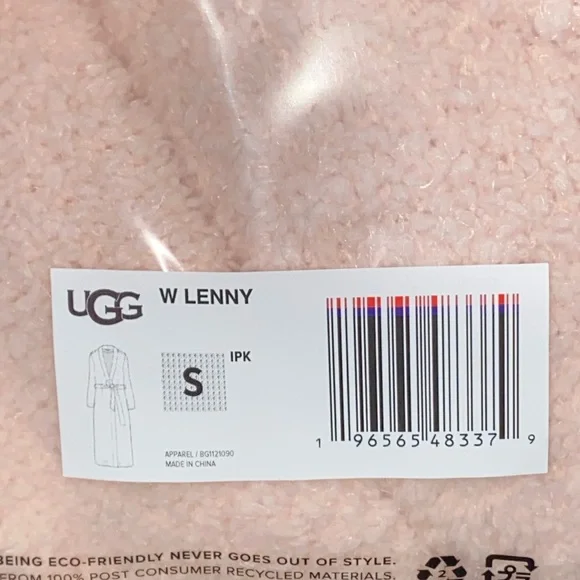 UGG W LENNY
S IPK
APPAREL / BG1121090
MADE IN CHINA
1 96565 48337 9
BEING ECO-FRIENDLY NEVER GOES OUT OF STYLE.
FROM 100% POST CONSUMER RECYCLED MATERIALS.
2